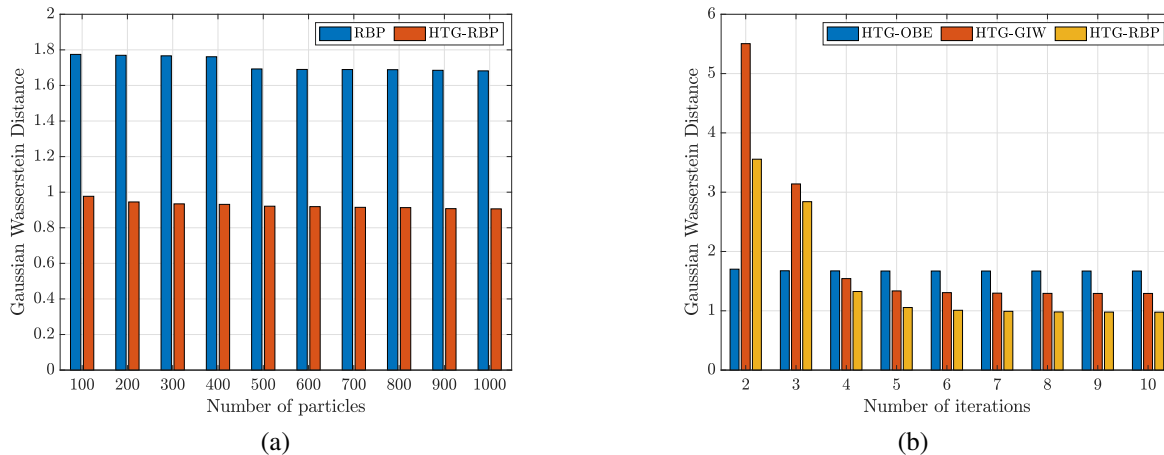 RBP HTG-RBP
Gaussian Wasserstein Distance
2
1.8
1.6
1.4
1.2
1
0.8
0.6
0.4
0.2
0
100 200 300 400 500 600 700 800 900 1000
Number of particles
(a)
HTG-OBE HTG-GIW HTG-RBP
Gaussian Wasserstein Distance
6
5
4
3
2
1
0
2 3 4 5 6 7 8 9 10
Number of iterations
(b)